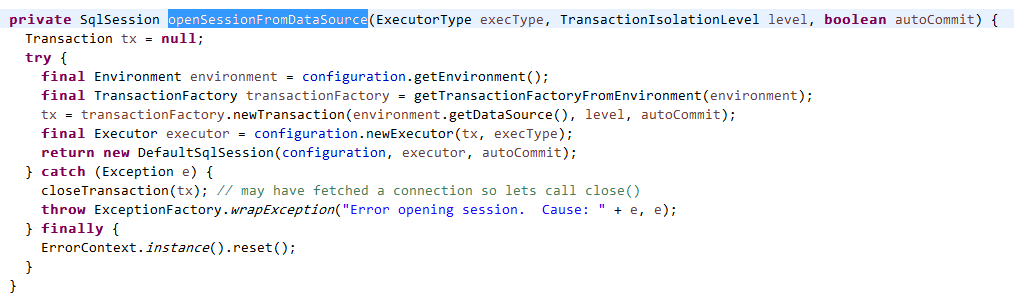 private SqlSession openSessionFromDataSource(ExecutorType execType, TransactionIsolationLevel level, boolean autoCommit) {
  Transaction tx = null;
  try {
    final Environment environment = configuration.getEnvironment();
    final TransactionFactory transactionFactory = getTransactionFactoryFromEnvironment(environment);
    tx = transactionFactory.newTransaction(environment.getDataSource(), level, autoCommit);
    final Executor executor = configuration.newExecutor(tx, execType);
    return new DefaultSqlSession(configuration, executor, autoCommit);
  } catch (Exception e) {
    closeTransaction(tx); // may have fetched a connection so lets call close()
    throw ExceptionFactory.wrapException("Error opening session.  Cause: " + e, e);
  } finally {
    ErrorContext.instance().reset();
  }
}